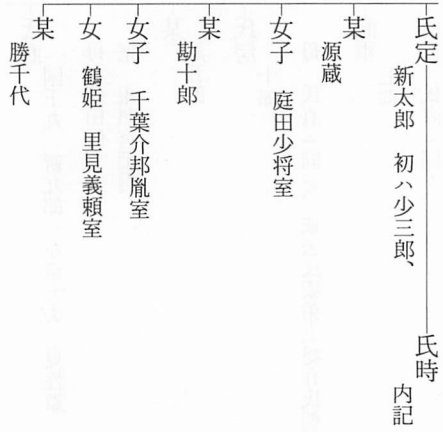 氏定
新太郎　初ハ少三郎、
氏時
内記
某
源蔵
女子　庭田少将室
某
勘十郎
女子　千葉介邦胤室
女　鶴姫　里見義頼室
某
勝千代